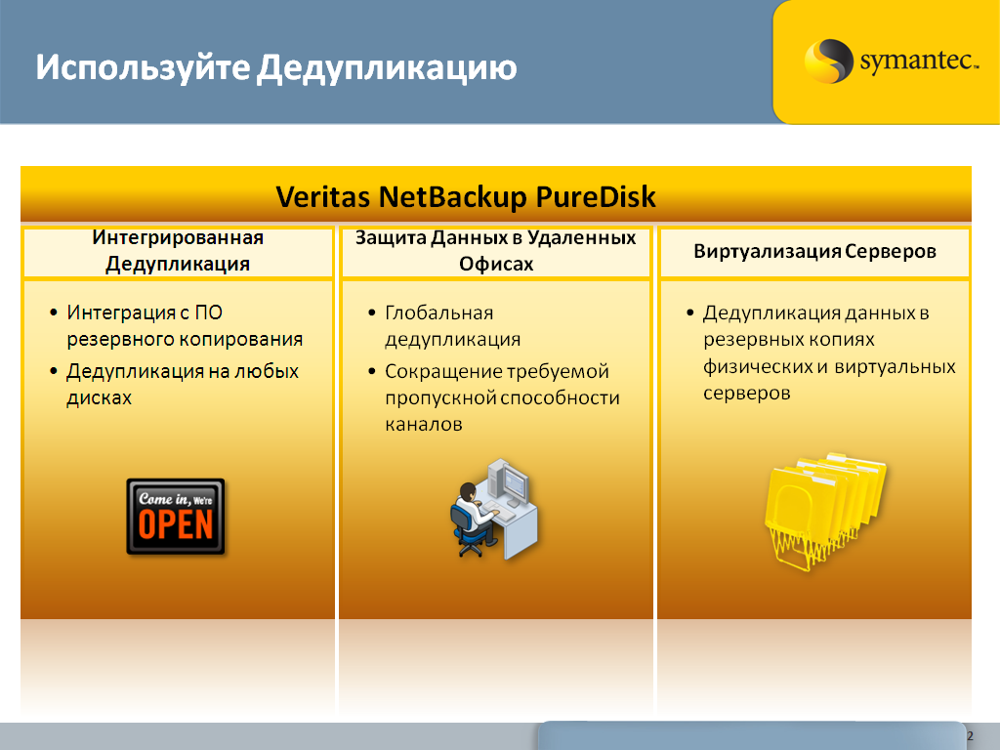 Используйте Дедупликацию
symantec.™
Veritas NetBackup PureDisk
Интегрированная
Дедупликация
• Интеграция с ПО
резервного копирования
• Дедупликация на любых
дисках
Come in, We're
OPEN
Защита Данных в Удаленных
Офисах
• Глобальная
дедупликация
• Сокращение требуемой
пропускной способности
каналов
Виртуализация Серверов
• Дедупликация данных в
резервных копиях
физических и виртуальных
серверов
2